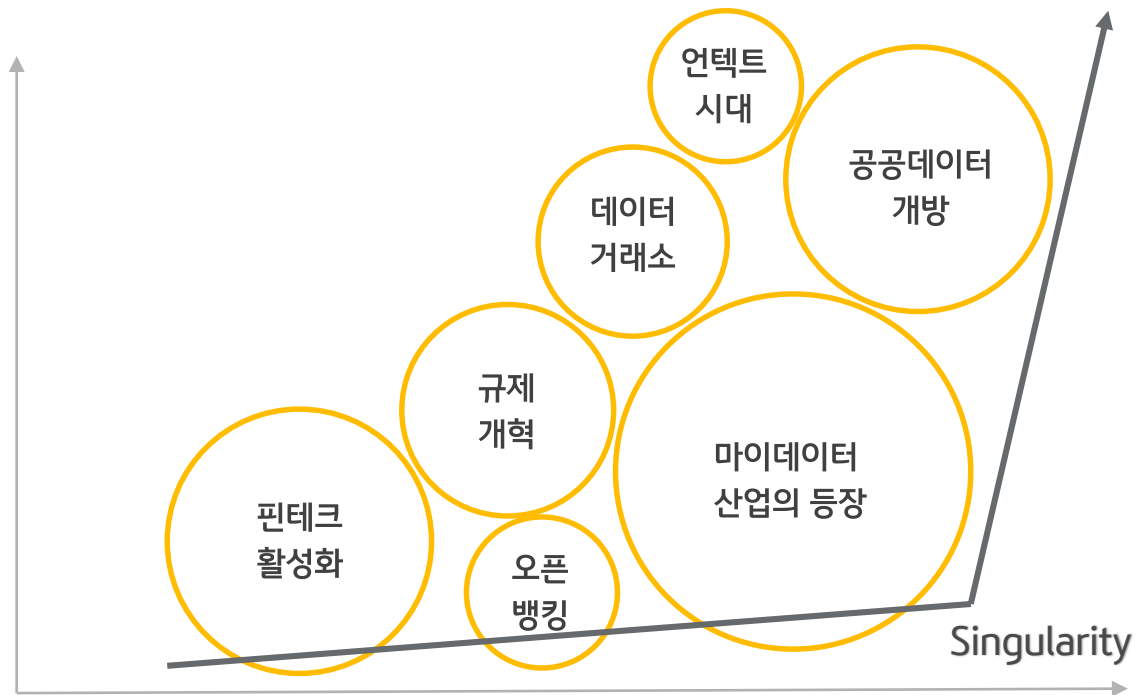 언텍트
시대
공공데이터
개방
데이터
거래소
규제
개혁
마이데이터
산업의 등장
핀테크
활성화
오픈
뱅킹
Singularity